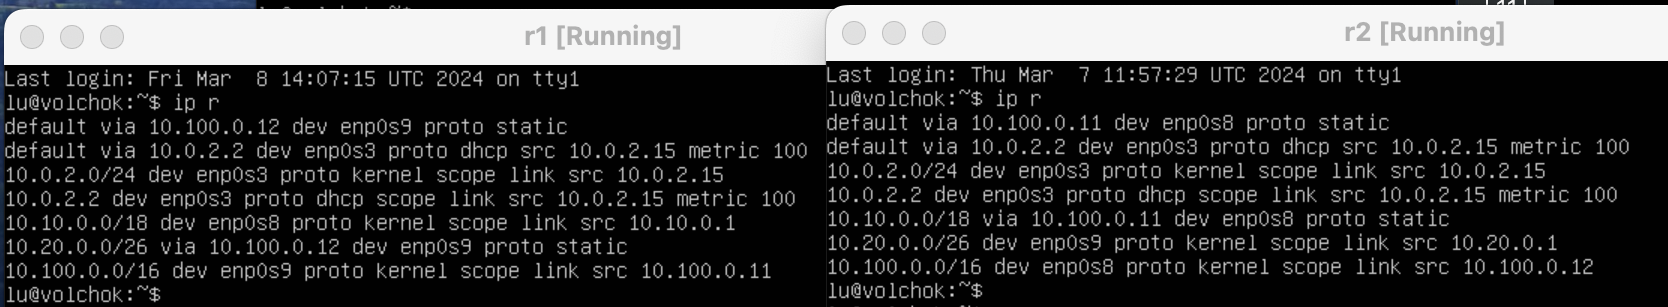 r1 [Running]
Last login: Fri Mar  8 14:07:15 UTC 2024 on tty1
lu@volchok:~$ ip r
default via 10.100.0.12 dev enp0s9 proto static
default via 10.0.2.2 dev enp0s3 proto dhcp src 10.0.2.15 metric 100
10.0.2.0/24 dev enp0s3 proto kernel scope link src 10.0.2.15
10.0.2.2 dev enp0s3 proto dhcp scope link src 10.0.2.15 metric 100
10.10.0.0/18 dev enp0s8 proto kernel scope link src 10.10.0.1
10.20.0.0/26 via 10.100.0.12 dev enp0s9 proto static
10.100.0.0/16 dev enp0s9 proto kernel scope link src 10.100.0.11
lu@volchok:~$
r2 [Running]
Last login: Thu Mar  7 11:57:29 UTC 2024 on tty1
lu@volchok:~$ ip r
default via 10.100.0.11 dev enp0s8 proto static
default via 10.0.2.2 dev enp0s3 proto dhcp src 10.0.2.15 metric 100
10.0.2.0/24 dev enp0s3 proto kernel scope link src 10.0.2.15
10.0.2.2 dev enp0s3 proto dhcp scope link src 10.0.2.15 metric 100
10.10.0.0/18 via 10.100.0.11 dev enp0s8 proto static
10.20.0.0/26 dev enp0s9 proto kernel scope link src 10.20.0.1
10.100.0.0/16 dev enp0s8 proto kernel scope link src 10.100.0.12
lu@volchok:~$